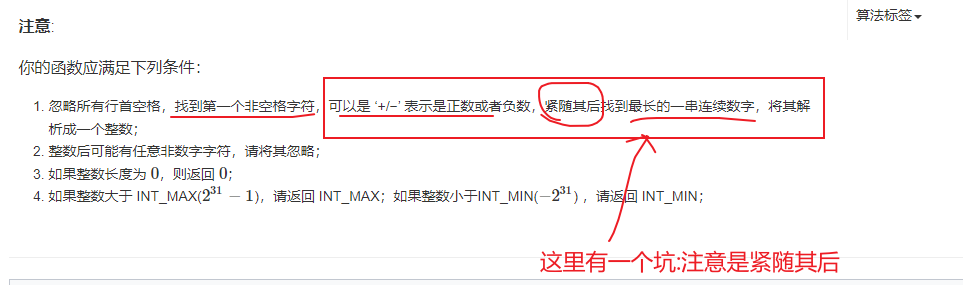 算法标签
注意:
你的函数应满足下列条件：
1. 忽略所有行首空格，找到第一个非空格字符，可以是 ‘+/−’ 表示是正数或者负数，紧随其后找到最长的一串连续数字，将其解
析成一个整数；
2. 整数后可能有任意非数字字符，请将其忽略；
3. 如果整数长度为 0，则返回 0；
4. 如果整数大于 INT_MAX(2³¹ − 1)，请返回 INT_MAX；如果整数小于INT_MIN(−2³¹) ，请返回 INT_MIN；
这里有一个坑:注意是紧随其后